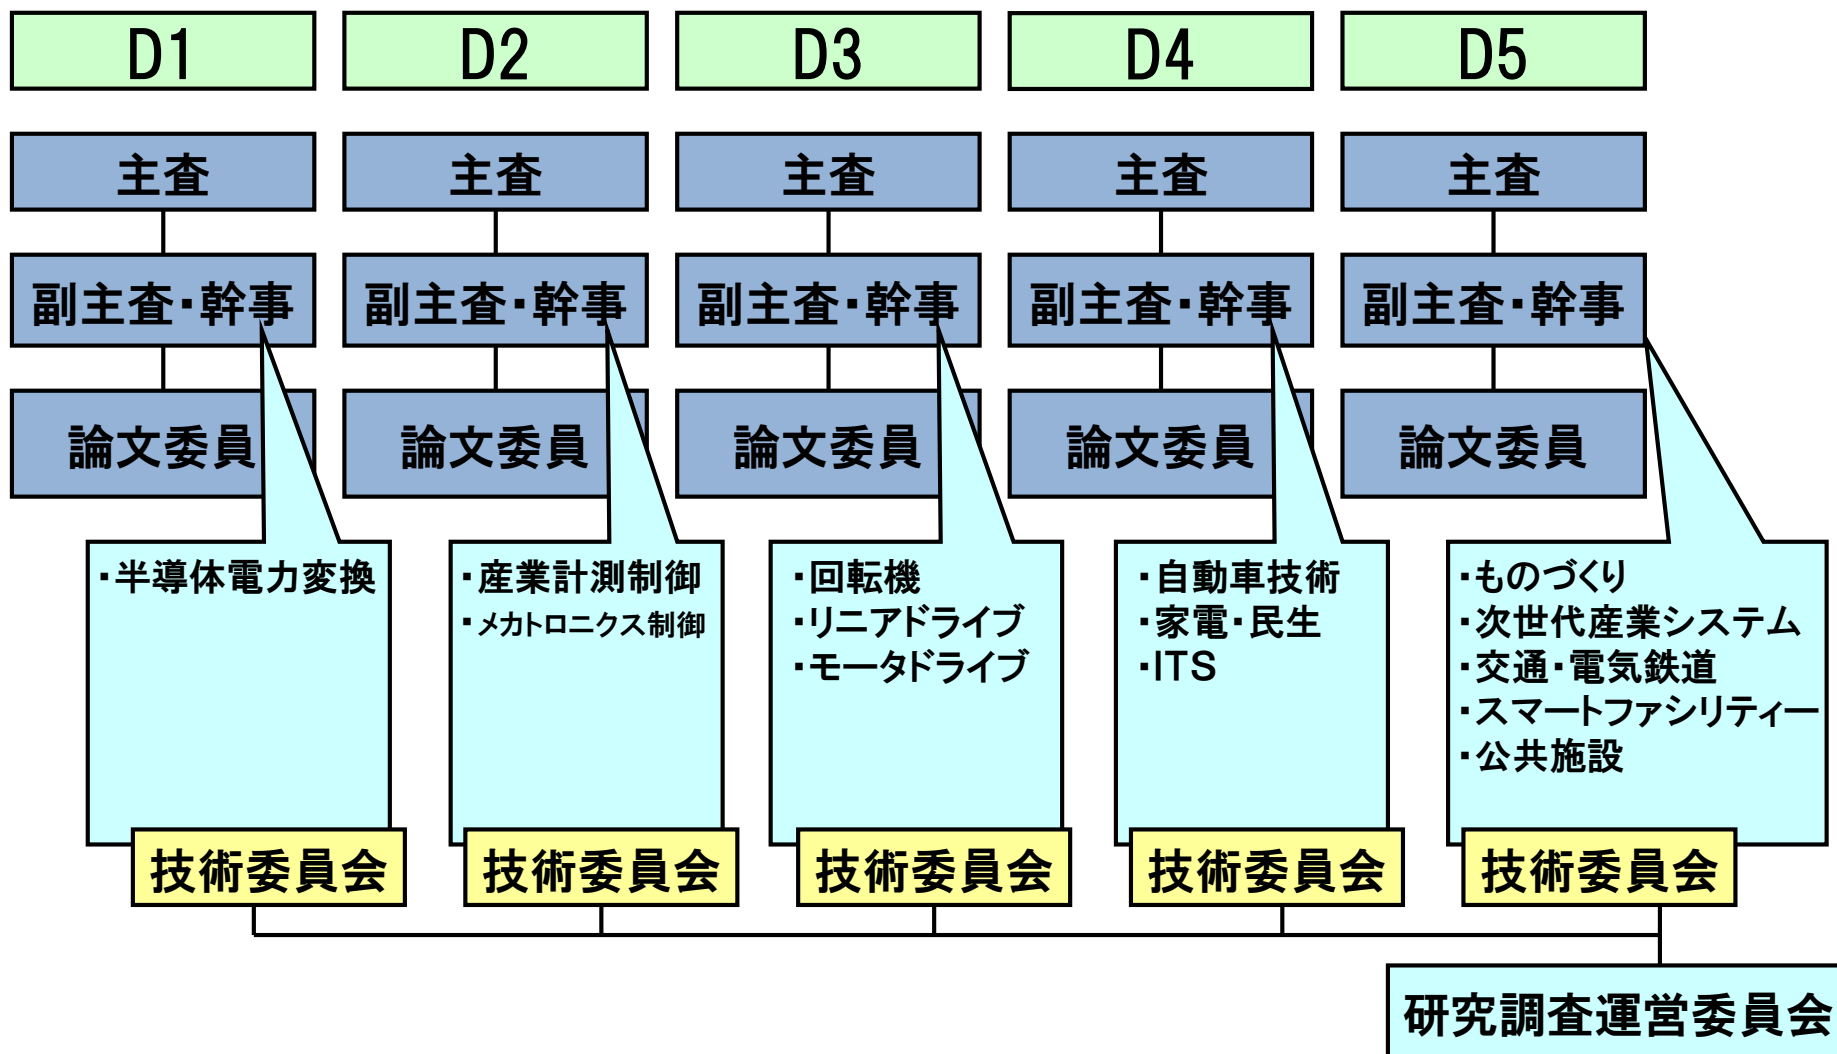 D1
D2
D3
D4
D5
主査
主査
主査
主査
主査
副主査・幹事
副主査・幹事
副主査・幹事
副主査・幹事
副主査・幹事
論文委員
論文委員
論文委員
論文委員
論文委員
・半導体電力変換
・産業計測制御
・メカトロニクス制御
・回転機
・リニアドライブ
・モータドライブ
・自動車技術
・家電・民生
・ITS
・ものづくり
・次世代産業システム
・交通・電気鉄道
・スマートファシリティー
・公共施設
技術委員会
技術委員会
技術委員会
技術委員会
技術委員会
研究調査運営委員会